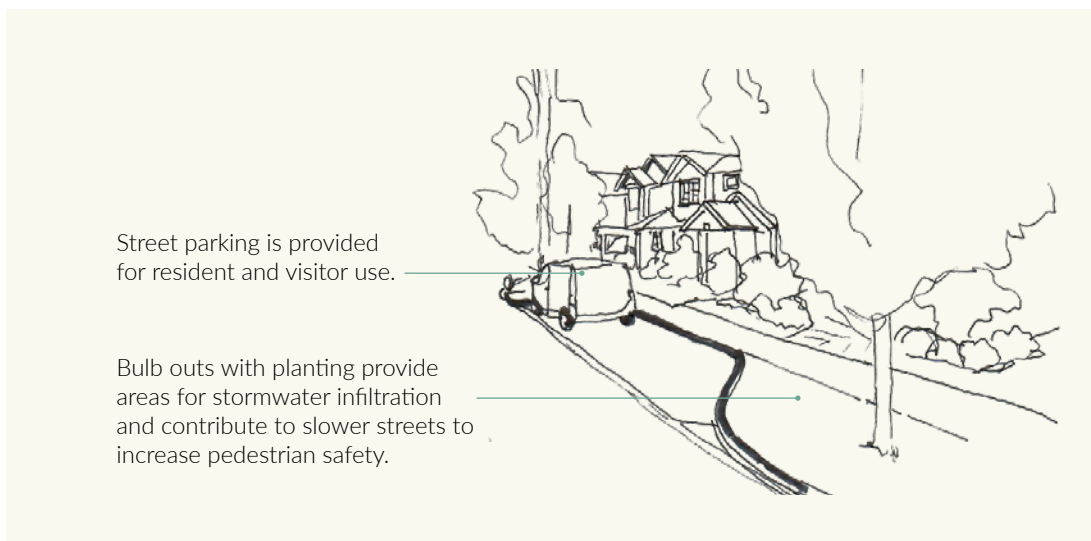 Street parking is provided
for resident and visitor use.
Bulb outs with planting provide
areas for stormwater infiltration
and contribute to slower streets to
increase pedestrian safety.